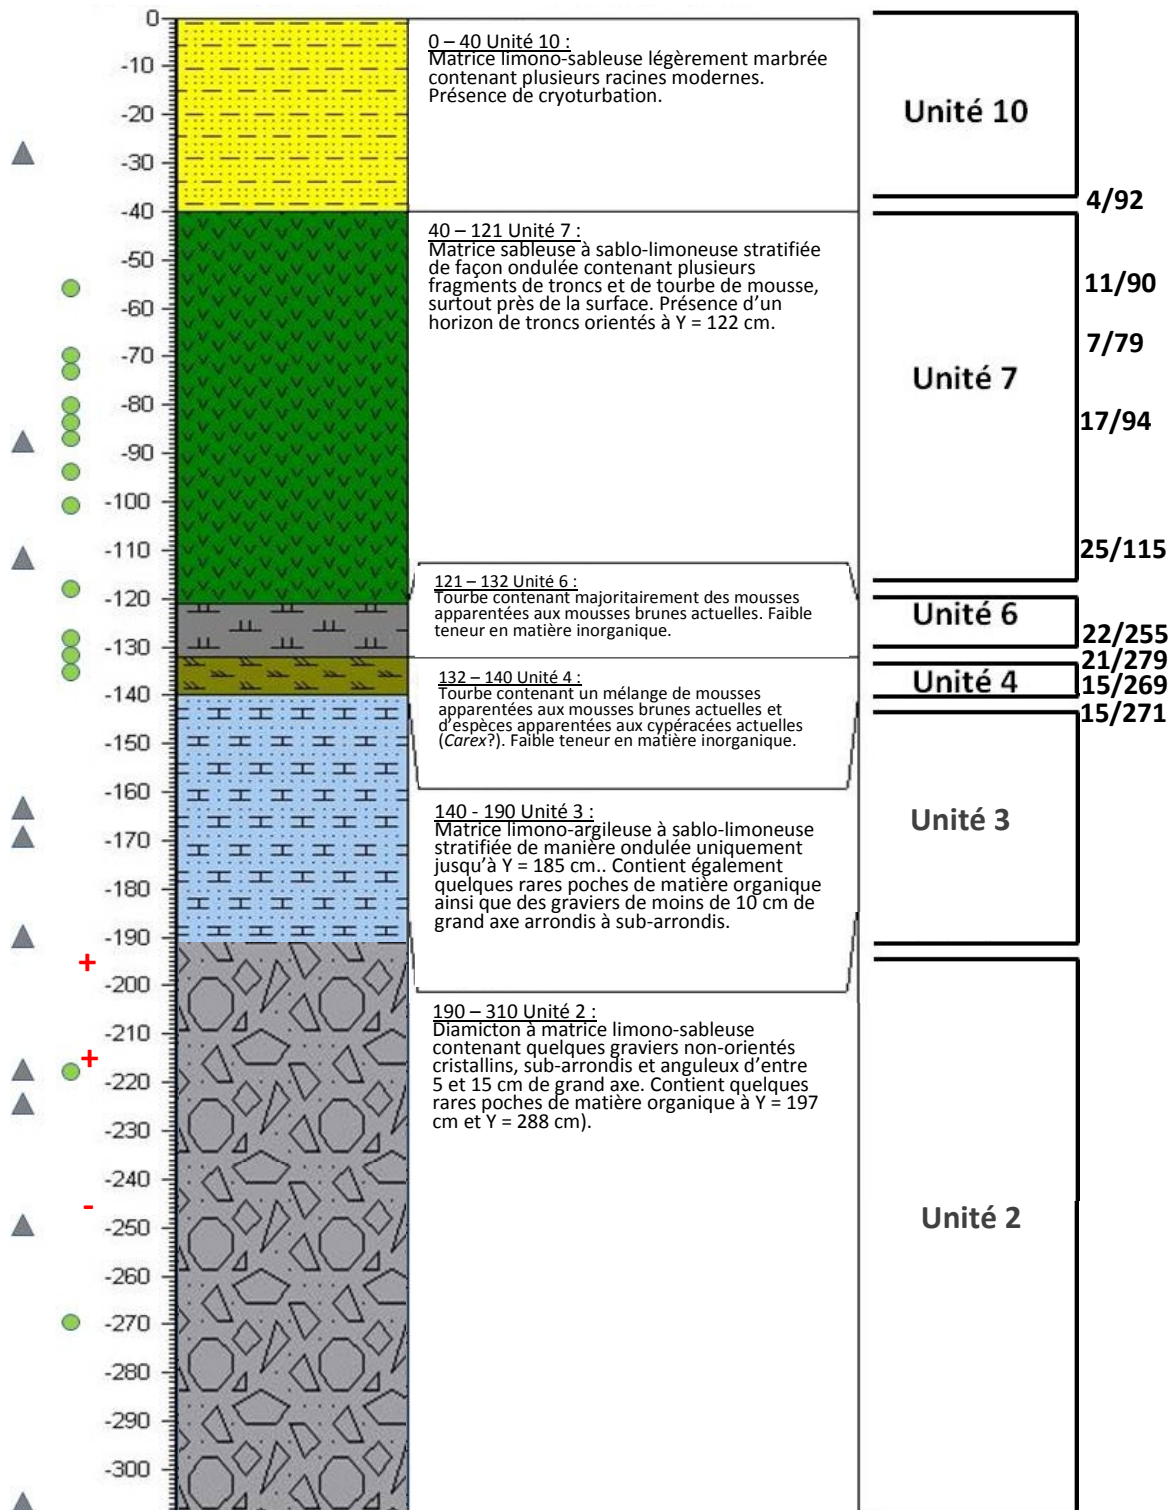 0
-10
-20
-30
-40
-50
-60
-70
-80
-90
-100
-110
-120
-130
-140
-150
-160
-170
-180
-190
-200
-210
-220
-230
-240
-250
-260
-270
-280
-290
-300
+
+
-
0 – 40 Unité 10 :
Matrice limono-sableuse légèrement marbrée
contenant plusieurs racines modernes.
Présence de cryoturbation.
40 – 121 Unité 7 :
Matrice sableuse à sablo-limoneuse stratifiée
de façon ondulée contenant plusieurs
fragments de troncs et de tourbe de mousse,
surtout près de la surface. Présence d’un
horizon de troncs orientés à Y = 122 cm.
121 – 132 Unité 6 :
Tourbe contenant majoritairement des mousses
apparentées aux mousses brunes actuelles. Faible
teneur en matière inorganique.
132 – 140 Unité 4 :
Tourbe contenant un mélange de mousses
apparentées aux mousses brunes actuelles et
d’espèces apparentées aux cypéracées actuelles
(Carex?). Faible teneur en matière inorganique.
140 - 190 Unité 3 :
Matrice limono-argileuse à sablo-limoneuse
stratifiée de manière ondulée uniquement
jusqu’à Y = 185 cm.. Contient également
quelques rares poches de matière organique
ainsi que des graviers de moins de 10 cm de
grand axe arrondis à sub-arrondis.
190 – 310 Unité 2 :
Diamicton à matrice limono-sableuse
contenant quelques graviers non-orientés
cristallins, sub-arrondis et anguleux d’entre
5 et 15 cm de grand axe. Contient quelques
rares poches de matière organique à Y = 197
cm et Y = 288 cm).
Unité 10
Unité 7
Unité 6
Unité 4
Unité 3
Unité 2
4/92
11/90
7/79
17/94
25/115
22/255
21/279
15/269
15/271